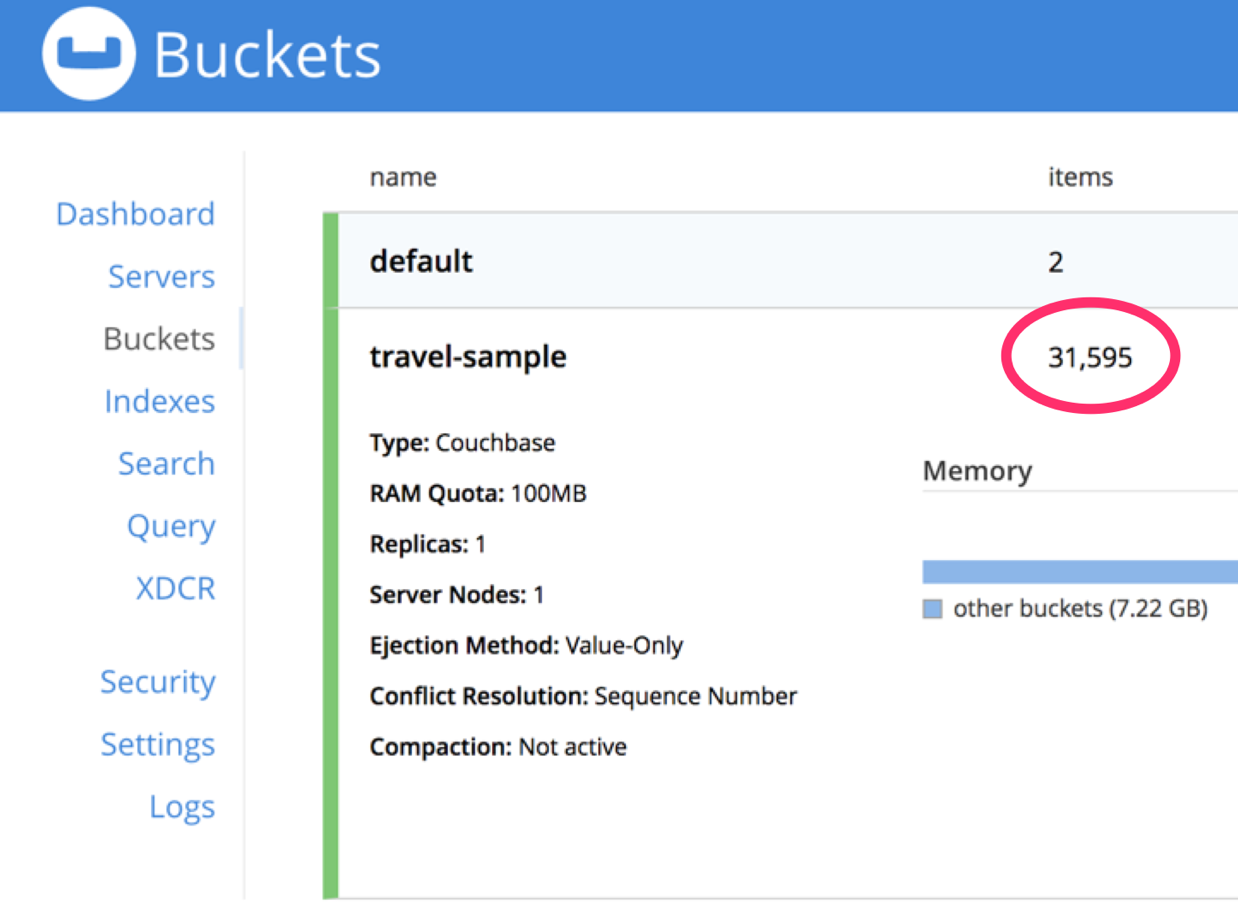 Buckets
Dashboard
Servers
Buckets
Indexes
Search
Query
XDCR
Security
Settings
Logs
name items
default 2
travel-sample 31,595
Type: Couchbase
RAM Quota: 100MB
Replicas: 1
Server Nodes: 1
Ejection Method: Value-Only
Conflict Resolution: Sequence Number
Compaction: Not active
Memory
other buckets (7.22 GB)